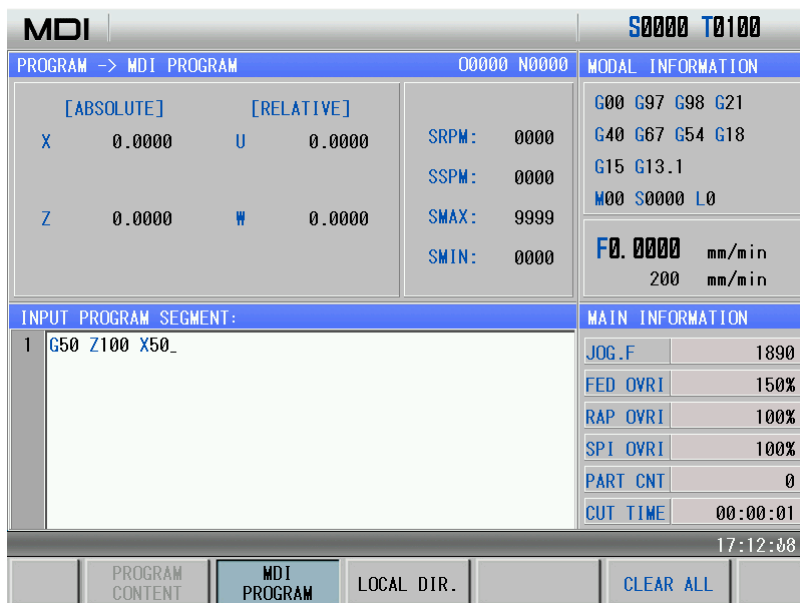 MDI
S0000 T0100
PROGRAM -> MDI PROGRAM
O0000 N0000
[ABSOLUTE] [RELATIVE]
X 0.0000 U 0.0000
Z 0.0000 W 0.0000
SRPM: 0000
SSPM: 0000
SMAX: 9999
SMIN: 0000
MODAL INFORMATION
G00 G97 G98 G21
G40 G67 G54 G18
G15 G13.1
M00 S0000 L0
F0.0000 mm/min
200 mm/min
INPUT PROGRAM SEGMENT:
1 G50 Z100 X50_
MAIN INFORMATION
JOG.F 1890
FED OVRI 150%
RAP OVRI 100%
SPI OVRI 100%
PART CNT 0
CUT TIME 00:00:01
PROGRAM
CONTENT
MDI
PROGRAM
LOCAL DIR.
CLEAR ALL